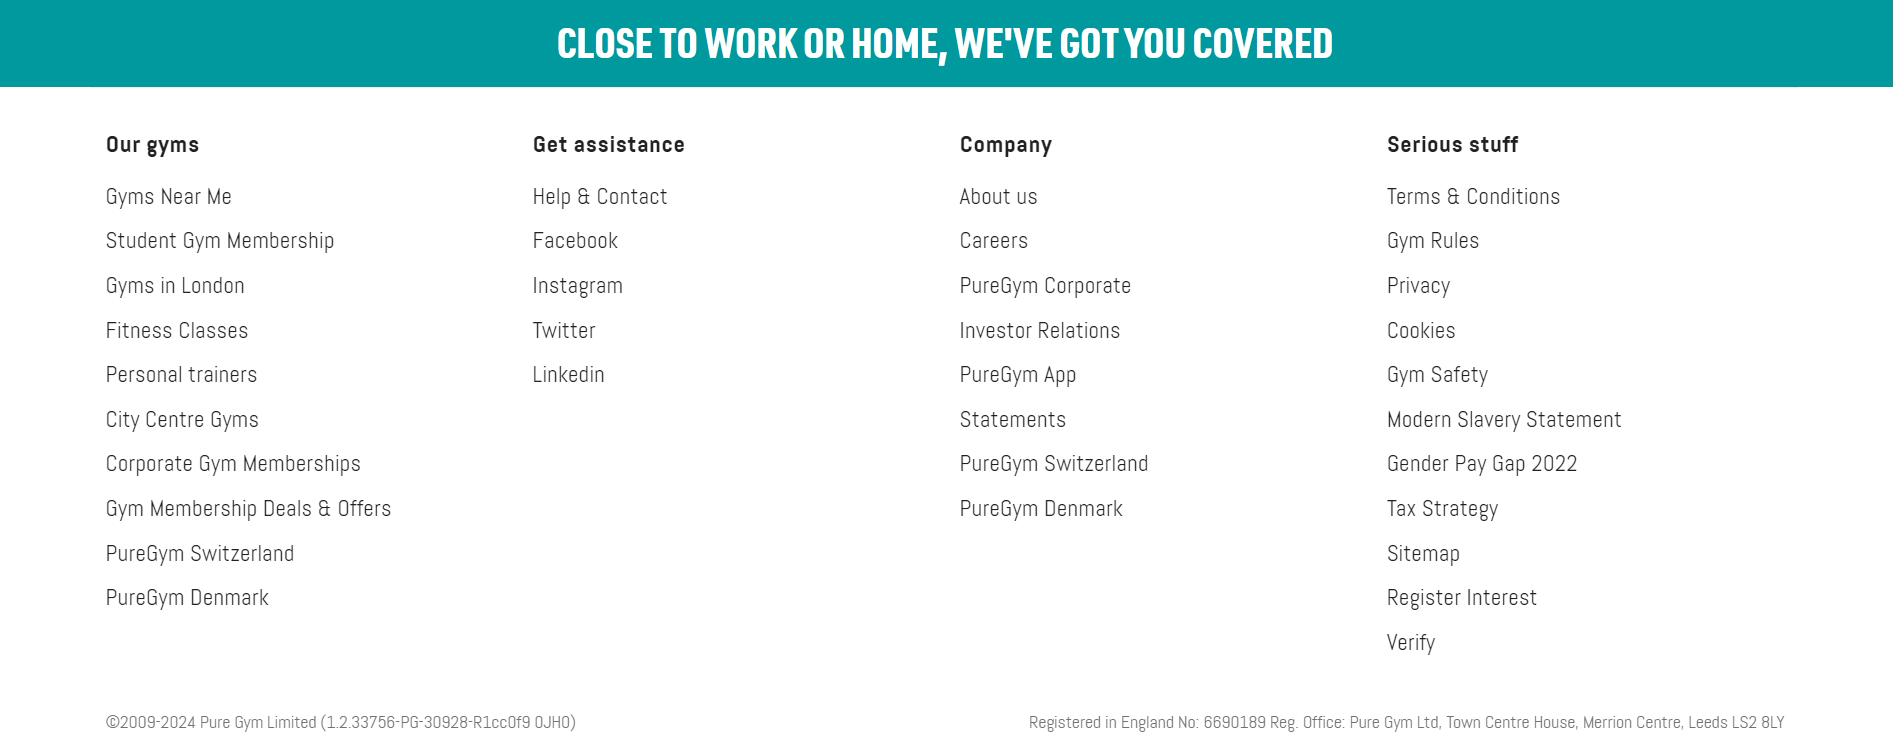 CLOSE TO WORK OR HOME, WE'VE GOT YOU COVERED
Our gyms
Gyms Near Me
Student Gym Membership
Gyms in London
Fitness Classes
Personal trainers
City Centre Gyms
Corporate Gym Memberships
Gym Membership Deals & Offers
PureGym Switzerland
PureGym Denmark
Get assistance
Help & Contact
Facebook
Instagram
Twitter
Linkedin
Company
About us
Careers
PureGym Corporate
Investor Relations
PureGym App
Statements
PureGym Switzerland
PureGym Denmark
Serious stuff
Terms & Conditions
Gym Rules
Privacy
Cookies
Gym Safety
Modern Slavery Statement
Gender Pay Gap 2022
Tax Strategy
Sitemap
Register Interest
Verify
©2009-2024 Pure Gym Limited (1.2.33756-PG-30928-R1cc0f9 0JH0)
Registered in England No: 6690189 Reg. Office: Pure Gym Ltd, Town Centre House, Merrion Centre, Leeds LS2 8LY